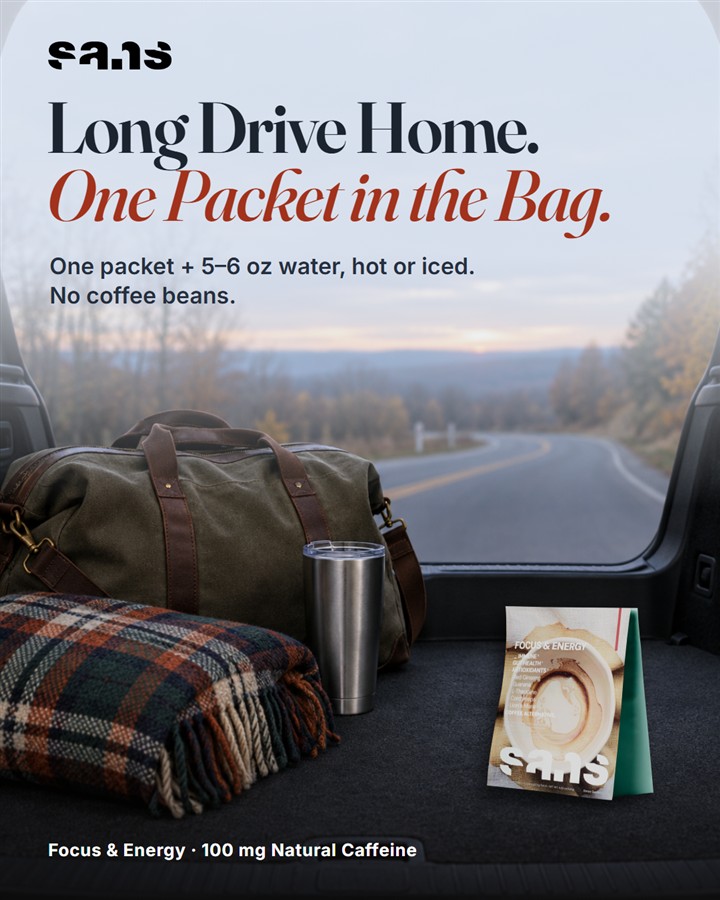 sans
Long Drive Home.
One Packet in the Bag.
One packet + 5–6 oz water, hot or iced.
No coffee beans.
FOCUS & ENERGY
sans
Focus & Energy · 100 mg Natural Caffeine